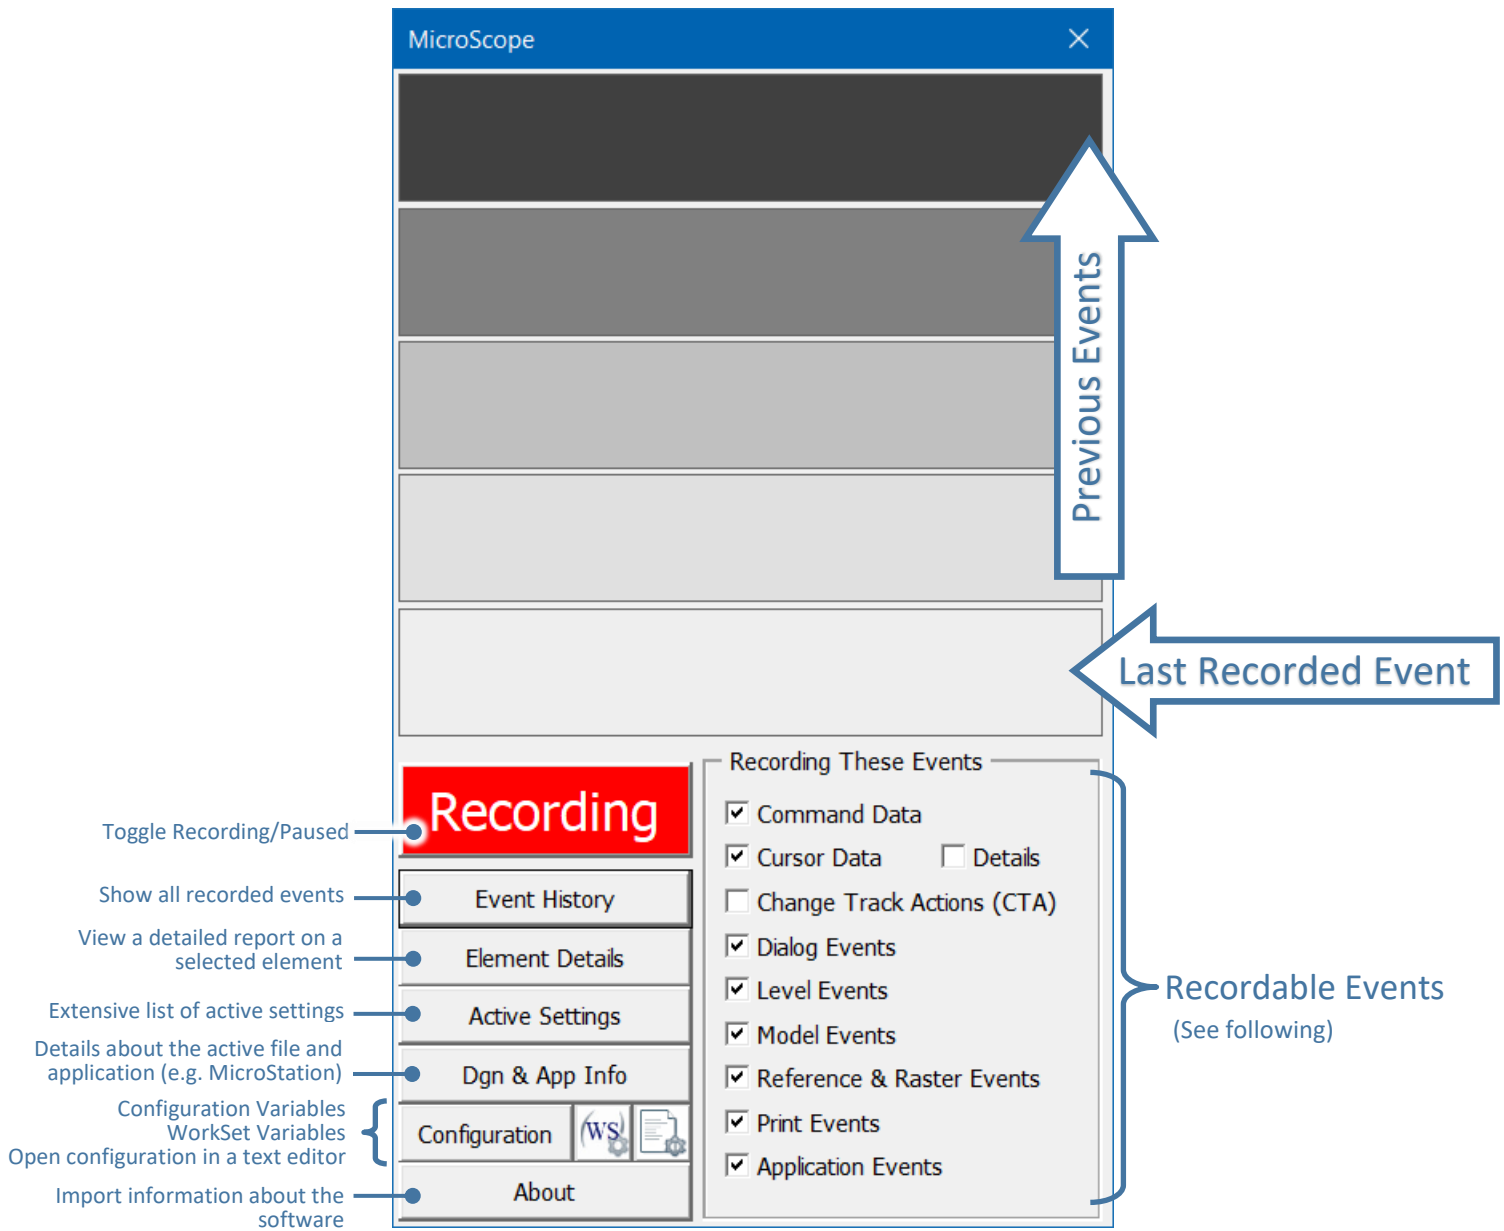 MicroScope
Previous Events
Last Recorded Event
Recording These Events
Recording
Command Data
Toggle Recording/Paused
Cursor Data
Details
Show all recorded events
Event History
Change Track Actions (CTA)
View a detailed report on a
selected element
Element Details
Dialog Events
Level Events
Recordable Events
Extensive list of active settings
Active Settings
Model Events
(See following)
Details about the active file and
application (e.g. MicroStation)
Dgn & App Info
Reference & Raster Events
Configuration Variables
WorkSet Variables
Open configuration in a text editor
Configuration
(WS)
Print Events
Application Events
Import information about the
software
About